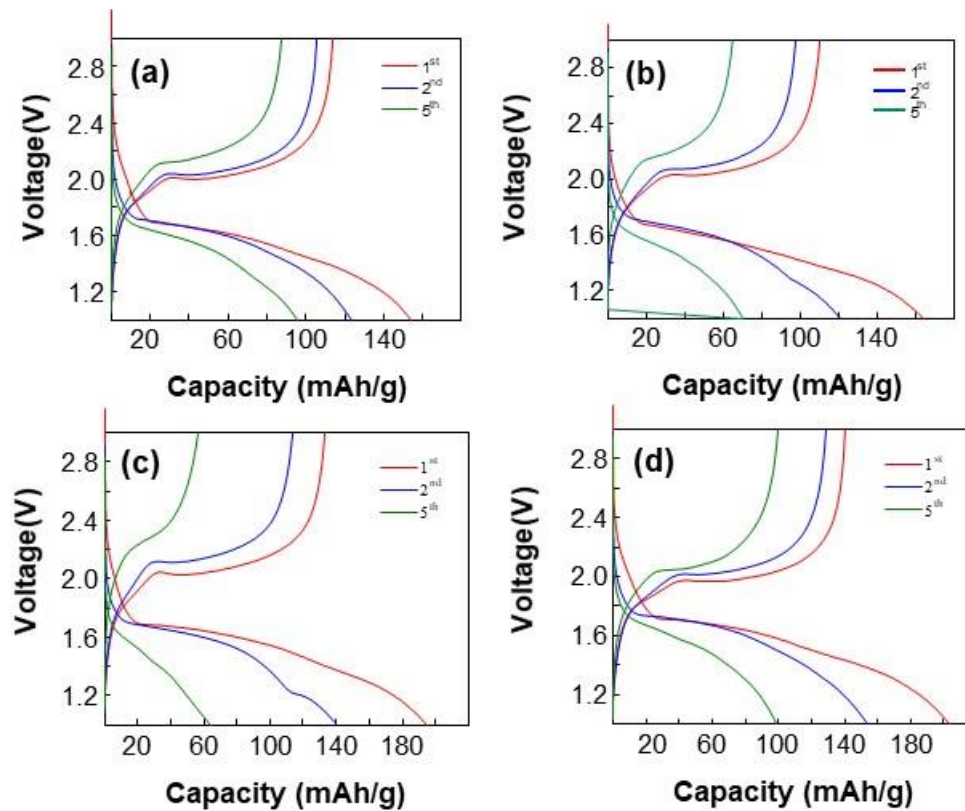 (a)
1st
2nd
5th
2.8
2.4
2.0
1.6
1.2
Voltage(V)
20 60 100 140
Capacity (mAh/g)
(b)
1st
2nd
5th
2.8
2.4
2.0
1.6
1.2
Voltage(V)
20 60 100 140
Capacity (mAh/g)
(c)
1st
2nd
5th
2.8
2.4
2.0
1.6
1.2
Voltage(V)
20 60 100 140 180
Capacity (mAh/g)
(d)
1st
2nd
5th
2.8
2.4
2.0
1.6
1.2
Voltage(V)
20 60 100 140 180
Capacity (mAh/g)